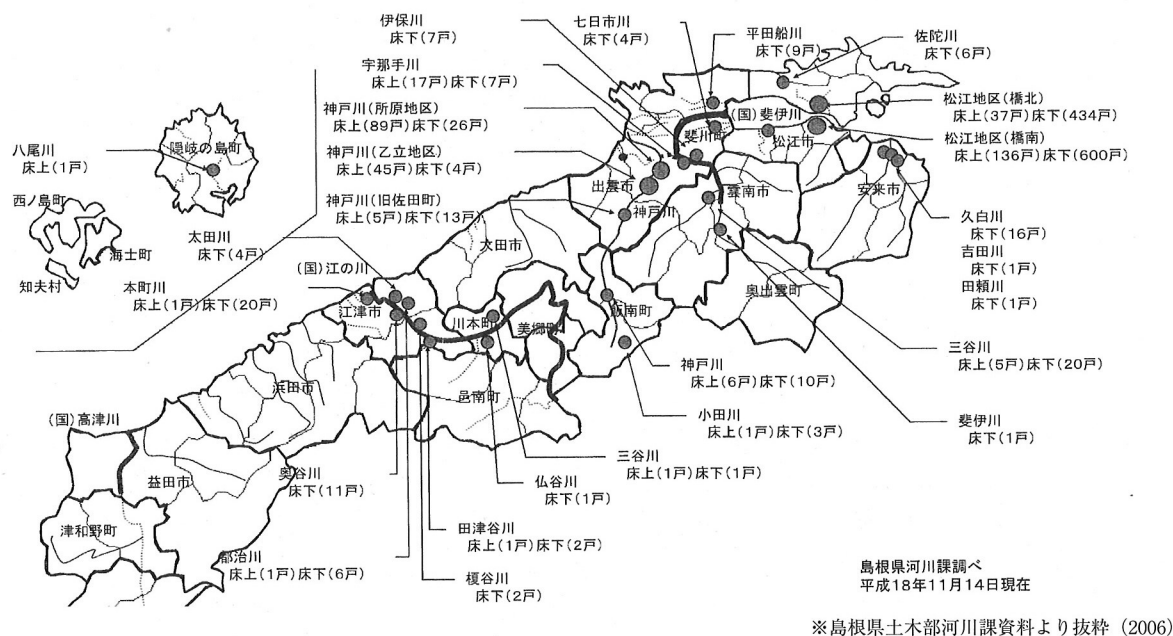 伊保川
床下(7戸)
七日市川
床下(4戸)
平田船川
床下(9戸)
佐陀川
床下(6戸)
宇那手川
床上(17戸)床下(7戸)
神戸川(所原地区)
床上(89戸)床下(26戸)
神戸川(乙立地区)
床上(45戸)床下(4戸)
神戸川(旧佐田町)
床上(5戸)床下(13戸)
松江地区(橋北)
床上(37戸)床下(434戸)
松江地区(橋南)
床上(136戸)床下(600戸)
(国)斐伊川
斐川町
松江市
出雲市
神戸川
雲南市
安来市
久白川
床下(16戸)
吉田川
床下(1戸)
田頼川
床下(1戸)
八尾川
床上(1戸)
隠岐の島町
西ノ島町
海士町
知夫村
太田川
床下(4戸)
本町川
床上(1戸)床下(20戸)
(国)江の川
江津市
大田市
川本町
美郷町
飯南町
奥出雲町
三谷川
床上(5戸)床下(20戸)
神戸川
床上(6戸)床下(10戸)
斐伊川
床下(1戸)
小田川
床上(1戸)床下(3戸)
浜田市
邑南町
(国)高津川
益田市
津和野町
三谷川
床上(1戸)床下(1戸)
奥谷川
床下(11戸)
仏谷川
床下(1戸)
田津谷川
床上(1戸)床下(2戸)
都治川
床上(1戸)床下(6戸)
榎谷川
床下(2戸)
島根県河川課調べ
平成18年11月14日現在
※島根県土木部河川課資料より抜粋(2006)